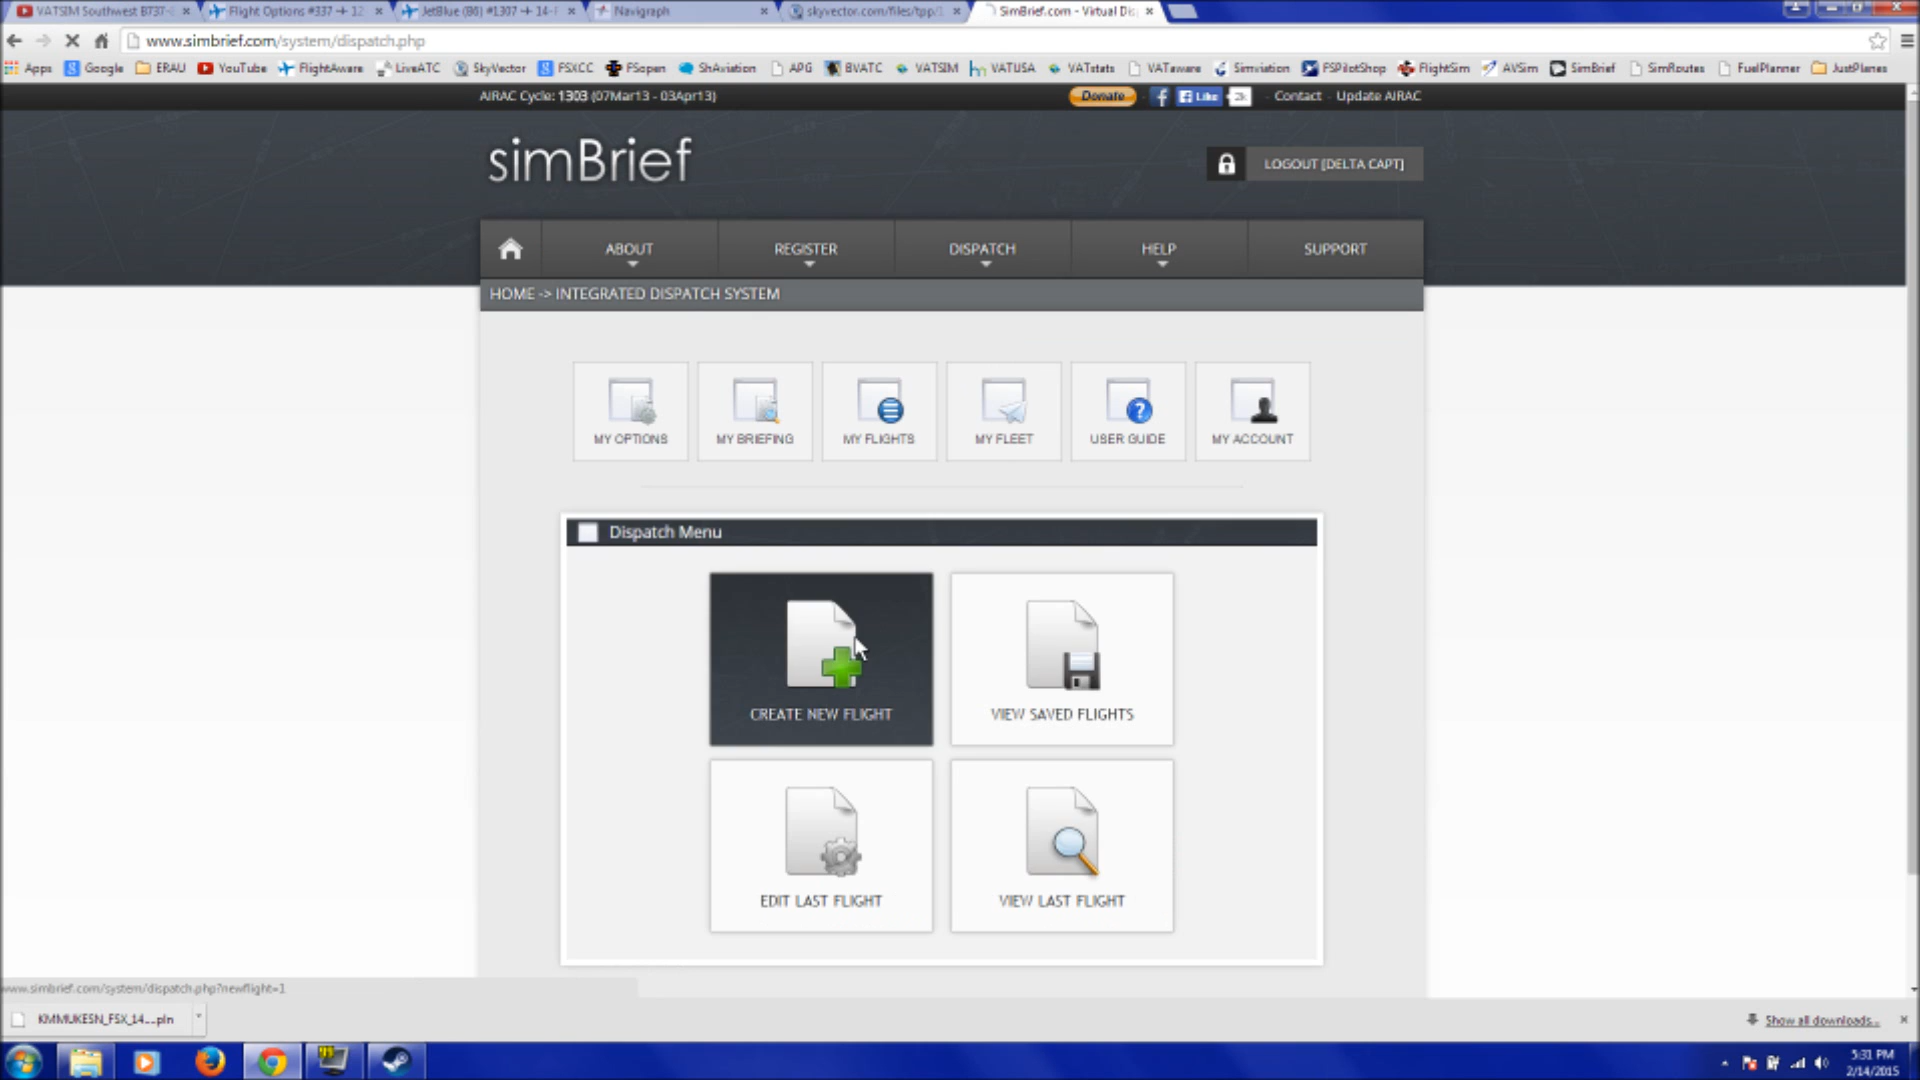 VATSIM Southwest B737-
Flight Options #337 → 12
JetBlue (B6) #1307 → 14-F
Navigraph
skyvector.com/files/tpp/1
SimBrief.com - Virtual Dis
www.simbrief.com/system/dispatch.php
Apps
Google
ERAU
YouTube
FlightAware
LiveATC
SkyVector
FSXCC
FSopen
ShAviation
APG
BVATC
VATSIM
VATUSA
VATstats
VATaware
Simviation
FSPilotShop
FlightSim
AVSim
SimBrief
SimRoutes
FuelPlanner
JustPlanes
AIRAC Cycle: 1303 (07Mar13 - 03Apr13)
Donate
Like
2k
- Contact - Update AIRAC
simBrief
LOGOUT [DELTA CAPT]
ABOUT
REGISTER
DISPATCH
HELP
SUPPORT
HOME -> INTEGRATED DISPATCH SYSTEM
MY OPTIONS
MY BRIEFING
MY FLIGHTS
MY FLEET
USER GUIDE
MY ACCOUNT
Dispatch Menu
CREATE NEW FLIGHT
VIEW SAVED FLIGHTS
EDIT LAST FLIGHT
VIEW LAST FLIGHT
www.simbrief.com/system/dispatch.php?newflight=1
KMMUKESN_FSX_14....pln
Show all downloads...
5:31 PM
2/14/2015